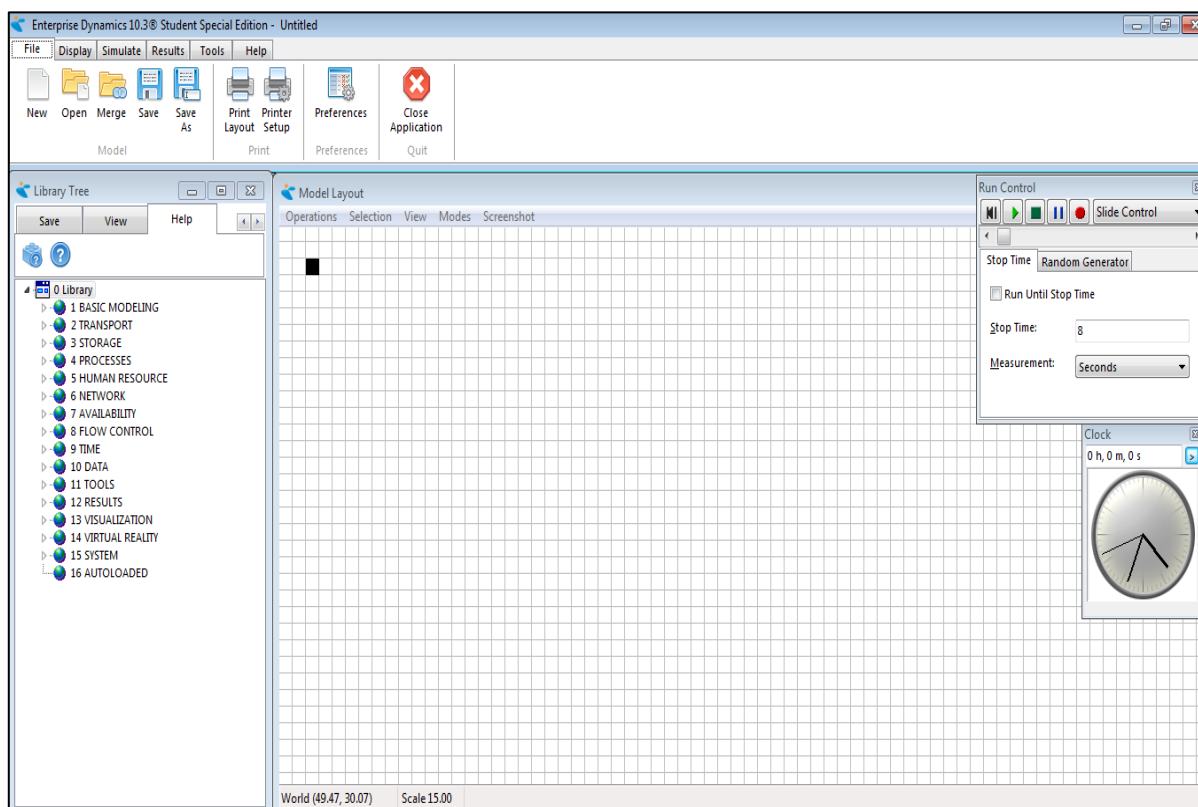 Enterprise Dynamics 10.3® Student Special Edition - Untitled
File Display Simulate Results Tools Help
New Open Merge Save Save As Print Layout Printer Setup Preferences Close Application
Model Print Preferences Quit
Library Tree
Save View Help
0 Library
1 BASIC MODELING
2 TRANSPORT
3 STORAGE
4 PROCESSES
5 HUMAN RESOURCE
6 NETWORK
7 AVAILABILITY
8 FLOW CONTROL
9 TIME
10 DATA
11 TOOLS
12 RESULTS
13 VISUALIZATION
14 VIRTUAL REALITY
15 SYSTEM
16 AUTOLOADED
Model Layout
Operations Selection View Modes Screenshot
World (49.47, 30.07) Scale 15.00
Run Control
Slide Control
Stop Time Random Generator
Run Until Stop Time
Stop Time: 8
Measurement: Seconds
Clock
0 h, 0 m, 0 s